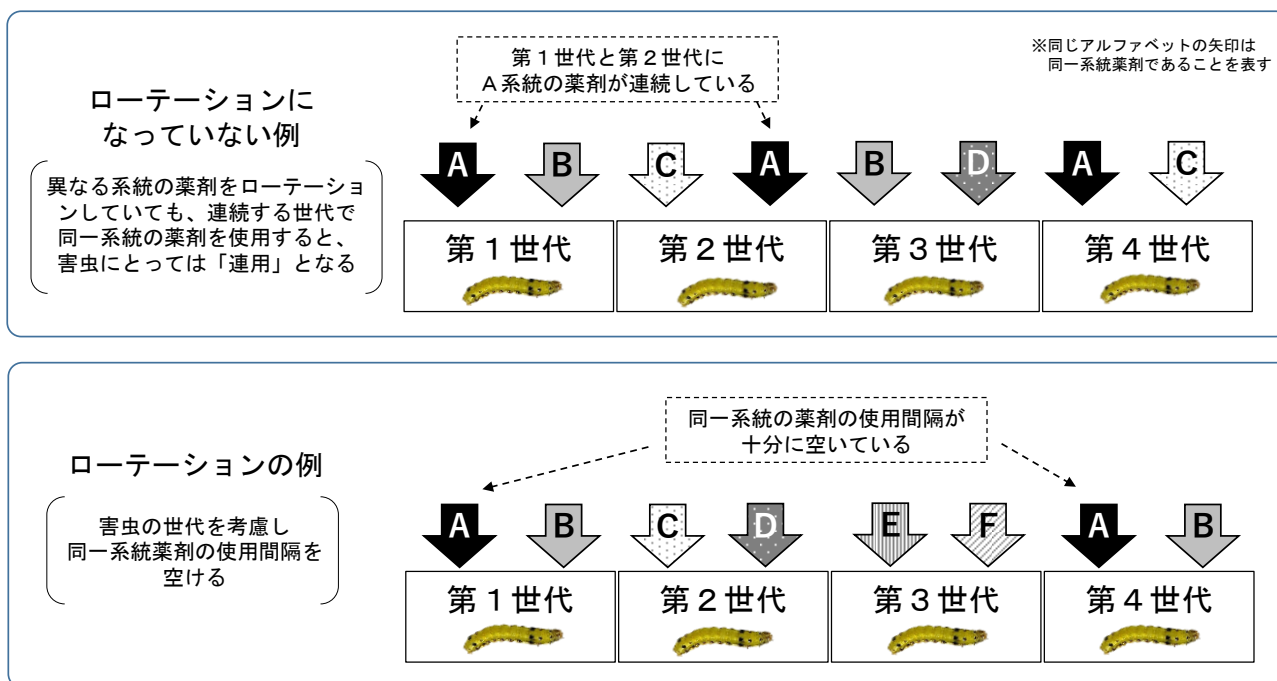 第１世代と第２世代に
Ａ系統の薬剤が連続している
※同じアルファベットの矢印は
同一系統薬剤であることを表す
ローテーションに
なっていない例
異なる系統の薬剤をローテーショ
ンしていても、連続する世代で
同一系統の薬剤を使用すると、
害虫にとっては「連用」となる
A B C A B D A C
第１世代 第２世代 第３世代 第４世代
同一系統の薬剤の使用間隔が
十分に空いている
ローテーションの例
害虫の世代を考慮し
同一系統薬剤の使用間隔を
空ける
A B C D E F A B
第１世代 第２世代 第３世代 第４世代